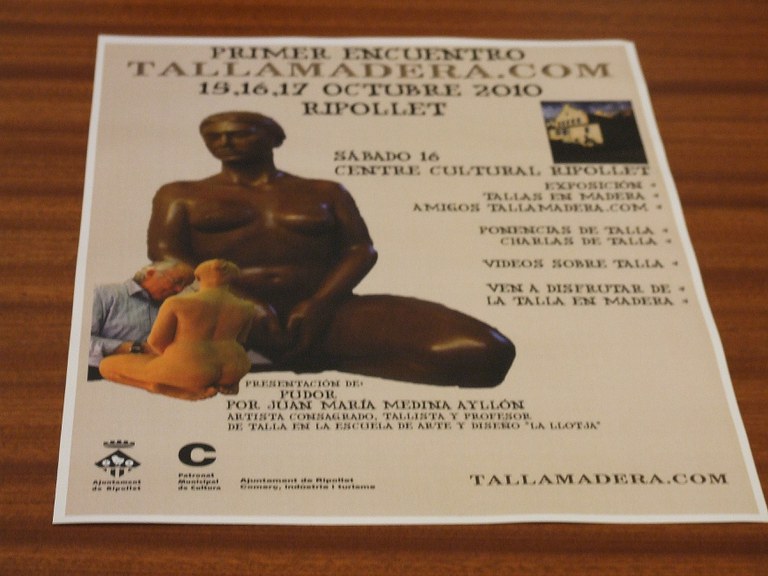 PRIMER ENCUENTRO
TALLAMADERA.COM
15,16,17 OCTUBRE 2010
RIPOLLET
SÁBADO 16
CENTRE CULTURAL RIPOLLET
EXPOSICIÓN
TALLAS EN MADERA
AMIGOS TALLAMADERA.COM
PONENCIAS DE TALLA
CHARLAS DE TALLA
VIDEOS SOBRE TALLA
VEN A DISFRUTAR DE
LA TALLA EN MADERA
PRESENTACIÓN DE:
PUDOR
POR JUAN MARÍA MEDINA AYLLÓN
ARTISTA CONSAGRADO, TALLISTA Y PROFESOR
DE TALLA EN LA ESCUELA DE ARTE Y DISEÑO "LA LLOTJA"
Ajuntament
de Ripollet
C
Patronat
Municipal
de Cultura
Ajuntament de Ripollet
Comerç, indústria i turisme
TALLAMADERA.COM